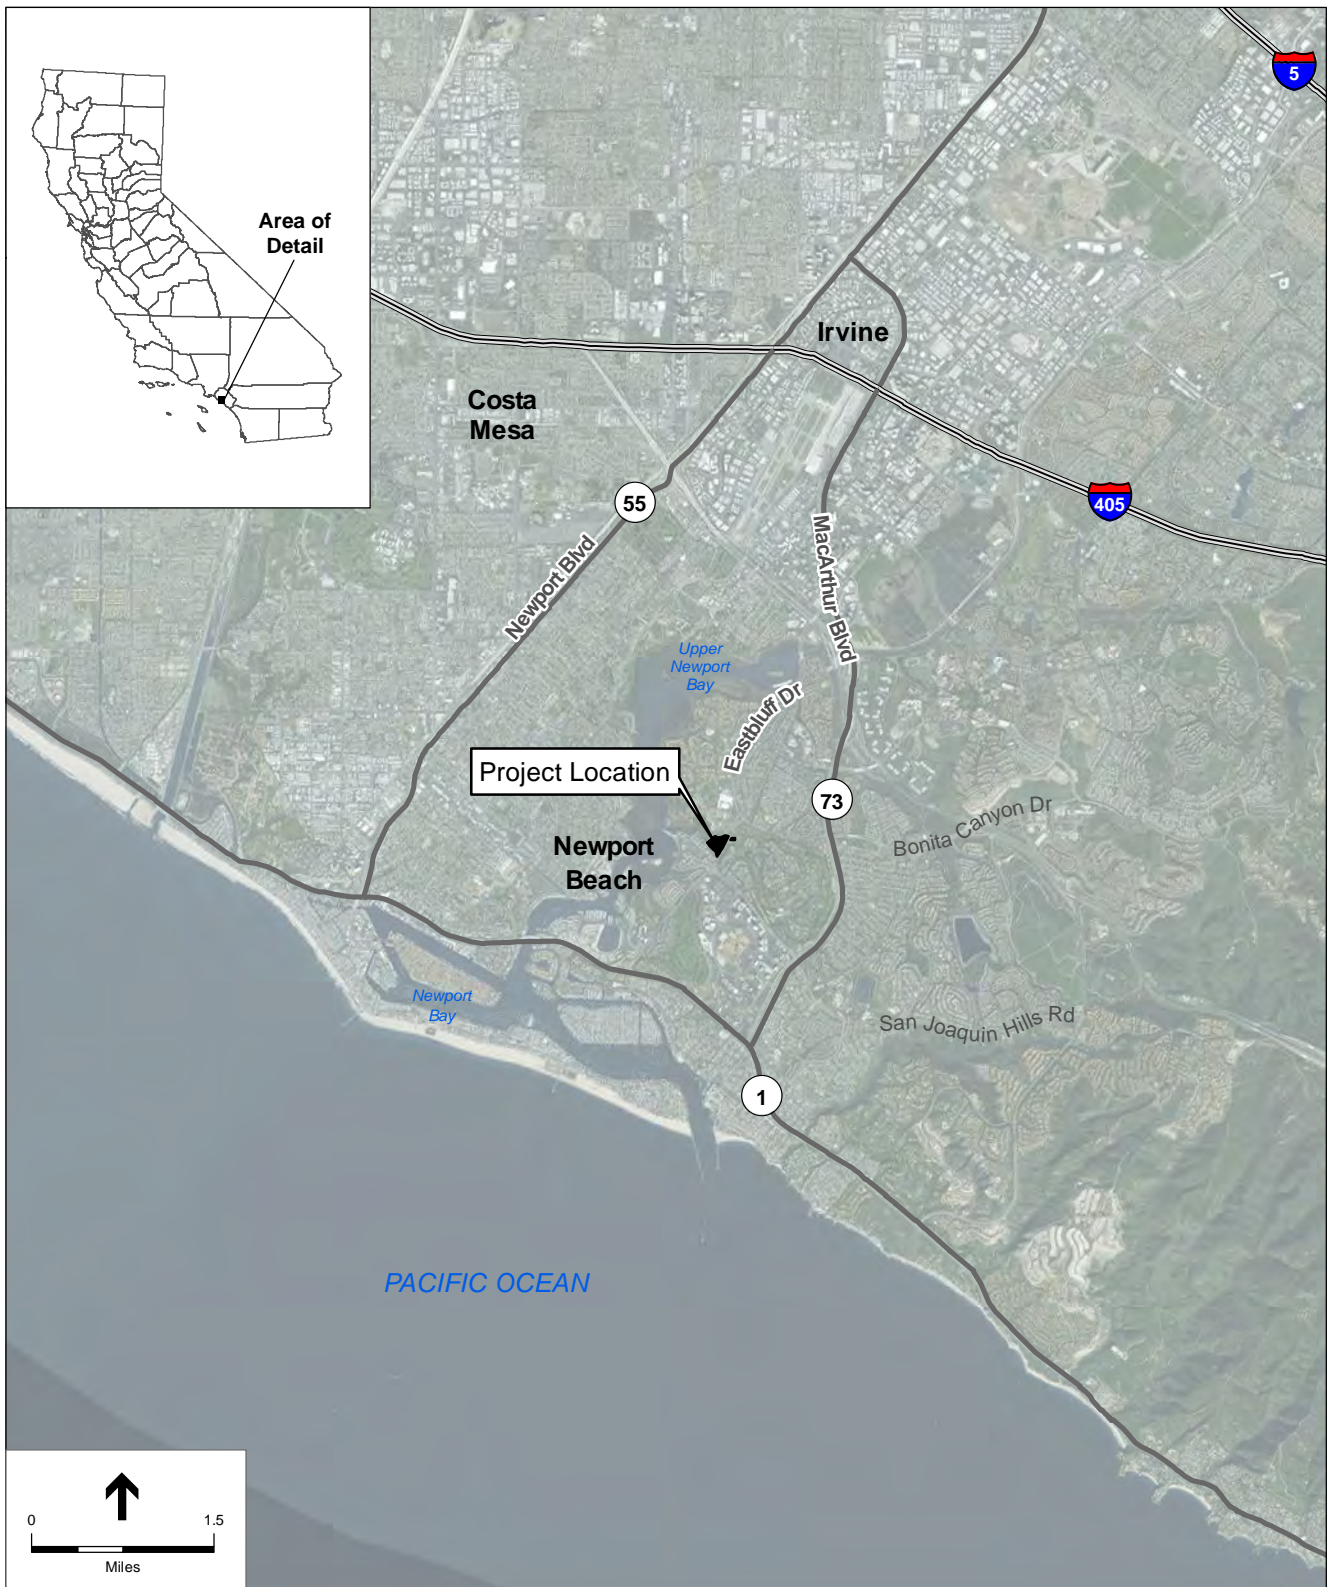 5
Area of
Detail
Irvine
Costa
Mesa
405
55
Newport Blvd
MacArthur Blvd
Upper
Newport
Bay
Eastbluff Dr
Project Location
73
Bonita Canyon Dr
Newport
Beach
Newport
Bay
San Joaquin Hills Rd
1
PACIFIC OCEAN
0 1.5
Miles